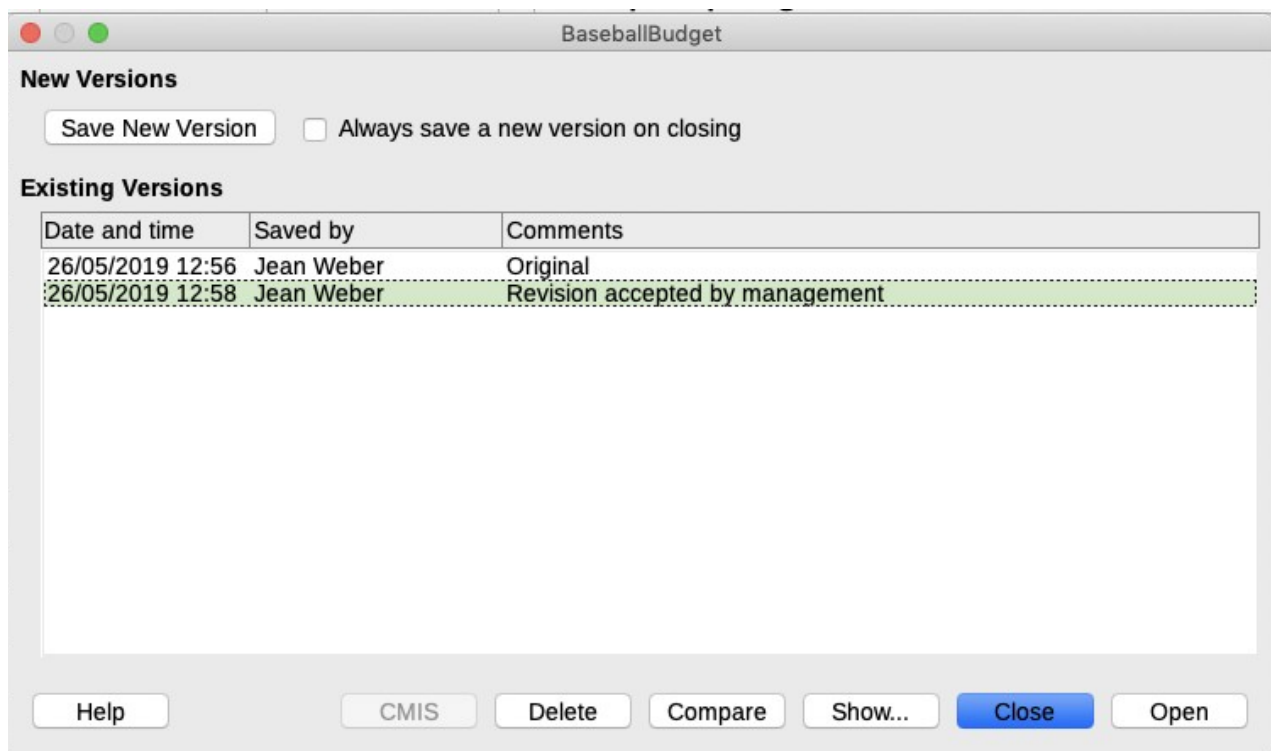 BaseballBudget
New Versions
Save New Version Always save a new version on closing
Existing Versions
Date and time Saved by Comments
26/05/2019 12:56 Jean Weber Original
26/05/2019 12:58 Jean Weber Revision accepted by management
Help CMIS Delete Compare Show... Close Open